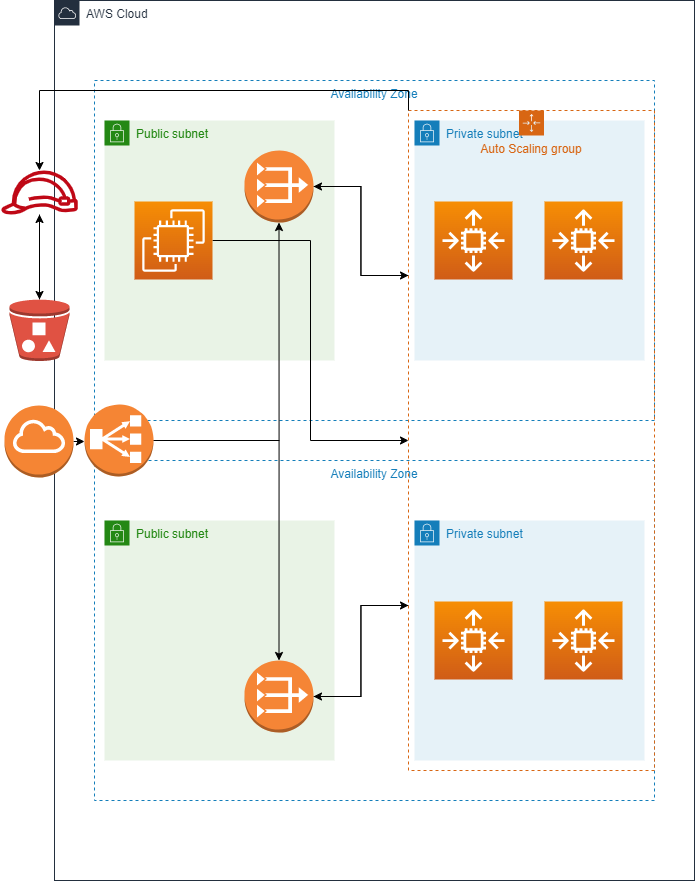 AWS Cloud
Availability Zone
Public subnet
Private subnet
Auto Scaling group
Availability Zone
Public subnet
Private subnet